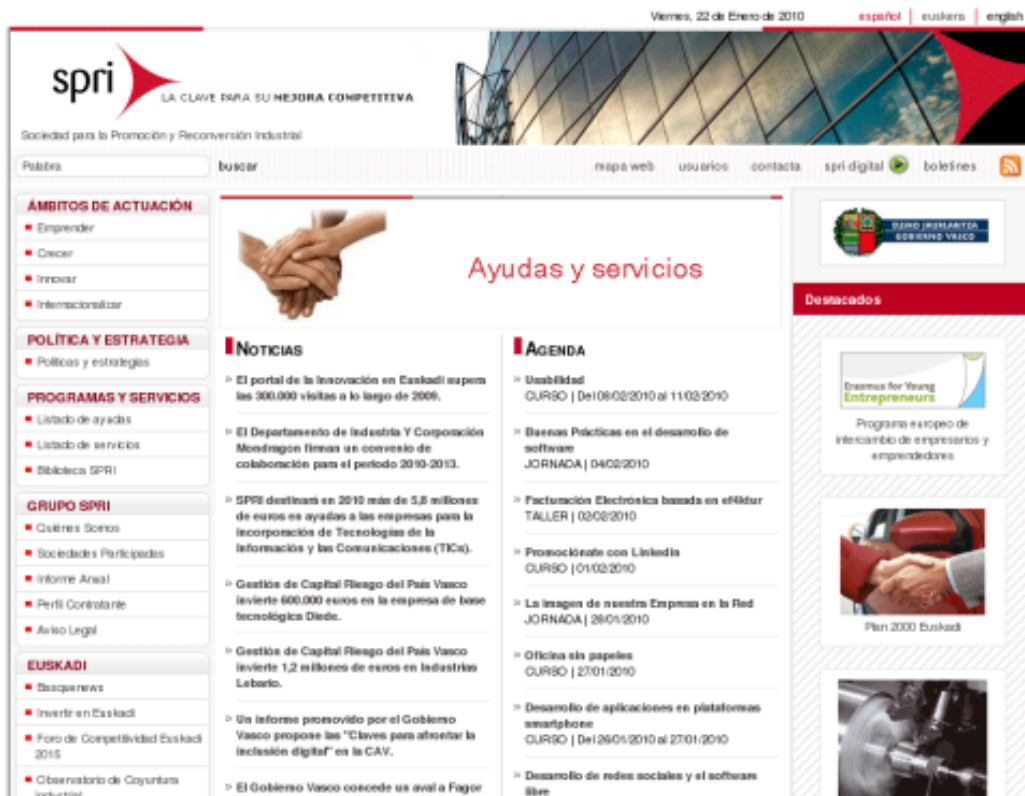 Viernes, 22 de Enero de 2010
español | euskera | english
spri
LA CLAVE PARA SU MEJORA COMPETITIVA
Sociedad para la Promoción y Reconversión Industrial
Palabra
buscar
mapa web
usuarios
contacta
spri digital
boletines
ÁMBITOS DE ACTUACIÓN
Emprender
Crecer
Innovar
Internacionalizar
POLÍTICA Y ESTRATEGIA
Políticas y estrategias
PROGRAMAS Y SERVICIOS
Listado de ayudas
Listado de servicios
Biblioteca SPRI
GRUPO SPRI
Quiénes Somos
Sociedades Participadas
Informe Anual
Perfil Contratante
Aviso Legal
EUSKADI
Basquenews
Invertir en Euskadi
Foro de Competitividad Euskadi
2015
Observatorio de Coyuntura
Industrial
Ayudas y servicios
NOTICIAS
El portal de la Innovación en Euskadi supera
las 300.000 visitas a lo largo de 2009.
El Departamento de Industria Y Corporación
Mondragon firman un convenio de
colaboración para el periodo 2010-2013.
SPRI destinará en 2010 más de 5,8 millones
de euros en ayudas a las empresas para la
incorporación de Tecnologías de la
Información y las Comunicaciones (TICs).
Gestión de Capital Riesgo del País Vasco
invierte 600.000 euros en la empresa de base
tecnológica Diede.
Gestión de Capital Riesgo del País Vasco
invierte 1,2 millones de euros en Industrias
Lebario.
Un informe promovido por el Gobierno
Vasco propone las "Claves para afrontar la
inclusión digital" en la CAV.
El Gobierno Vasco concede un aval a Fagor
AGENDA
Usabilidad
CURSO | Del 08/02/2010 al 11/02/2010
Buenas Prácticas en el desarrollo de
software
JORNADA | 04/02/2010
Facturación Electrónica basada en ef4ktur
TALLER | 02/02/2010
Promociónate con LinkedIn
CURSO | 01/02/2010
La imagen de nuestra Empresa en la Red
JORNADA | 28/01/2010
Oficina sin papeles
CURSO | 27/01/2010
Desarrollo de aplicaciones en plataformas
smartphone
CURSO | Del 26/01/2010 al 27/01/2010
Desarrollo de redes sociales y el software
libre
EUSKO JAURLARITZA
GOBIERNO VASCO
Destacados
Erasmus for Young
Entrepreneurs
Programa europeo de
intercambio de empresarios y
emprendedores
Plan 2000 Euskadi